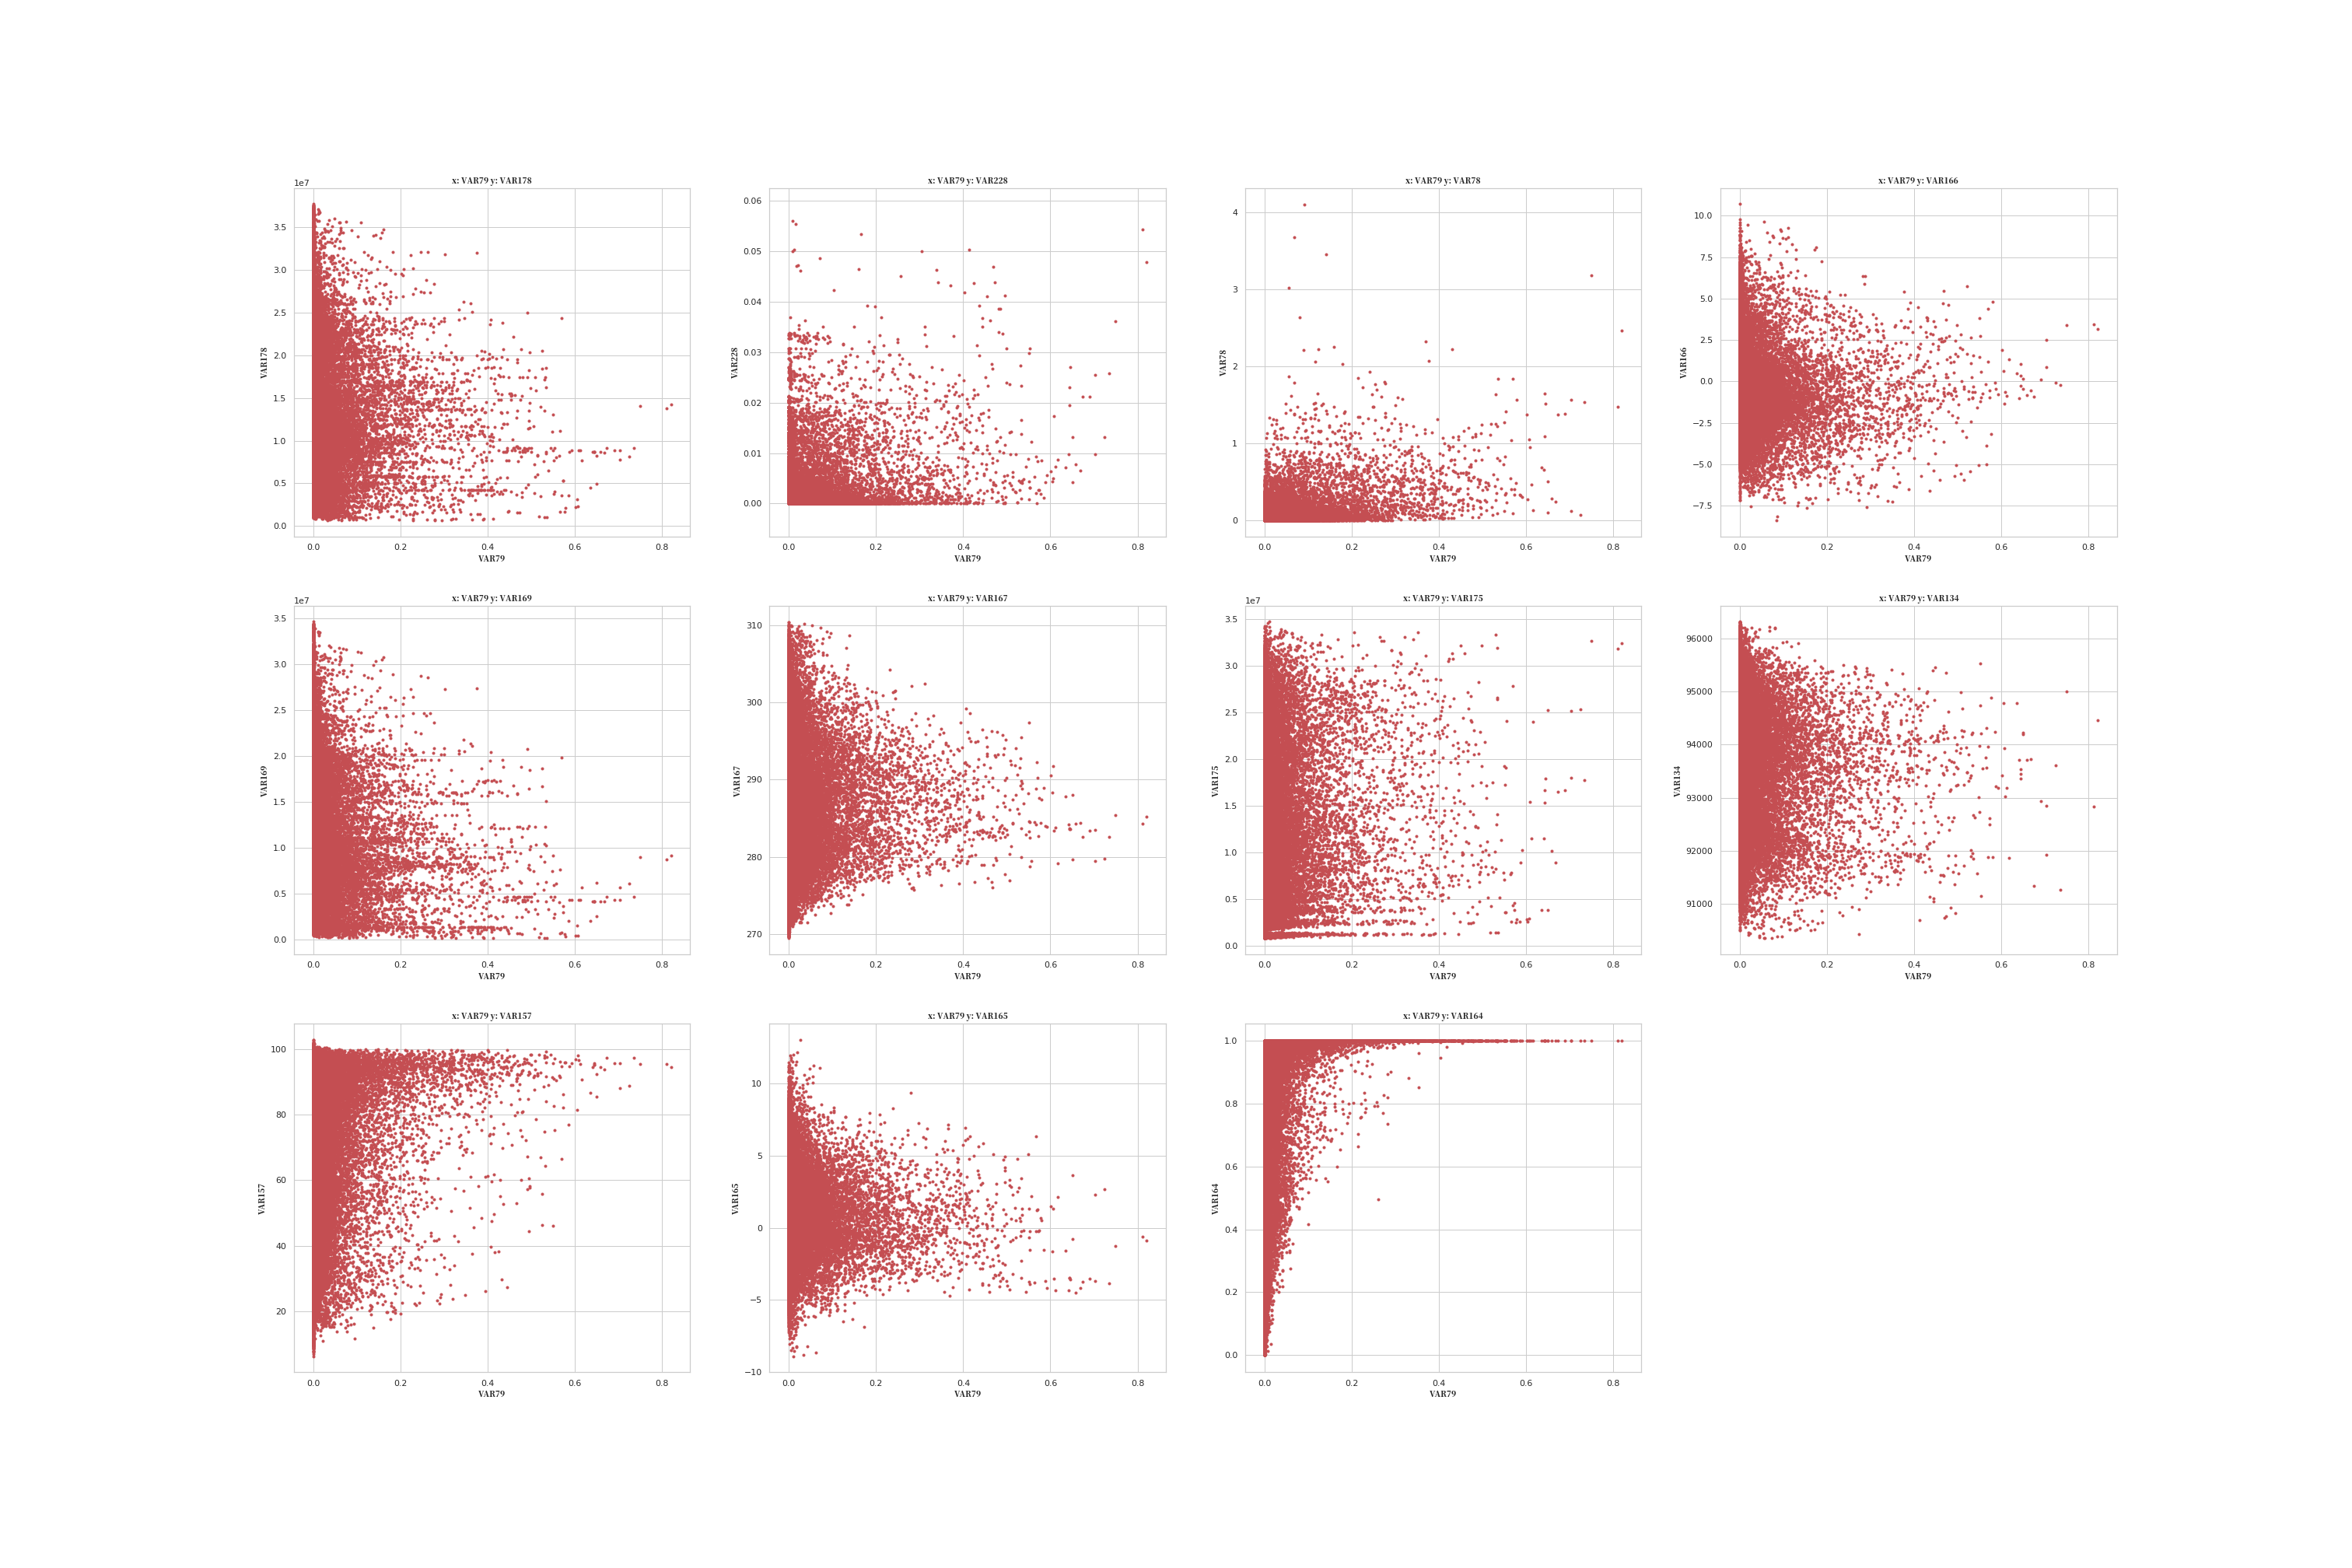 x: VAR79 y: VAR178
1e7
3.5
3.0
2.5
2.0
1.5
1.0
0.5
0.0
VAR178
0.0 0.2 0.4 0.6 0.8
VAR79
x: VAR79 y: VAR228
0.06
0.05
0.04
0.03
0.02
0.01
0.00
VAR228
0.0 0.2 0.4 0.6 0.8
VAR79
x: VAR79 y: VAR78
4
3
2
1
0
VAR78
0.0 0.2 0.4 0.6 0.8
VAR79
x: VAR79 y: VAR166
10.0
7.5
5.0
2.5
0.0
−2.5
−5.0
−7.5
VAR166
0.0 0.2 0.4 0.6 0.8
VAR79
x: VAR79 y: VAR169
1e7
3.5
3.0
2.5
2.0
1.5
1.0
0.5
0.0
VAR169
0.0 0.2 0.4 0.6 0.8
VAR79
x: VAR79 y: VAR167
310
300
290
280
270
VAR167
0.0 0.2 0.4 0.6 0.8
VAR79
x: VAR79 y: VAR175
1e7
3.5
3.0
2.5
2.0
1.5
1.0
0.5
0.0
VAR175
0.0 0.2 0.4 0.6 0.8
VAR79
x: VAR79 y: VAR134
96000
95000
94000
93000
92000
91000
VAR134
0.0 0.2 0.4 0.6 0.8
VAR79
x: VAR79 y: VAR157
100
80
60
40
20
VAR157
0.0 0.2 0.4 0.6 0.8
VAR79
x: VAR79 y: VAR165
10
5
0
−5
−10
VAR165
0.0 0.2 0.4 0.6 0.8
VAR79
x: VAR79 y: VAR164
1.0
0.8
0.6
0.4
0.2
0.0
VAR164
0.0 0.2 0.4 0.6 0.8
VAR79